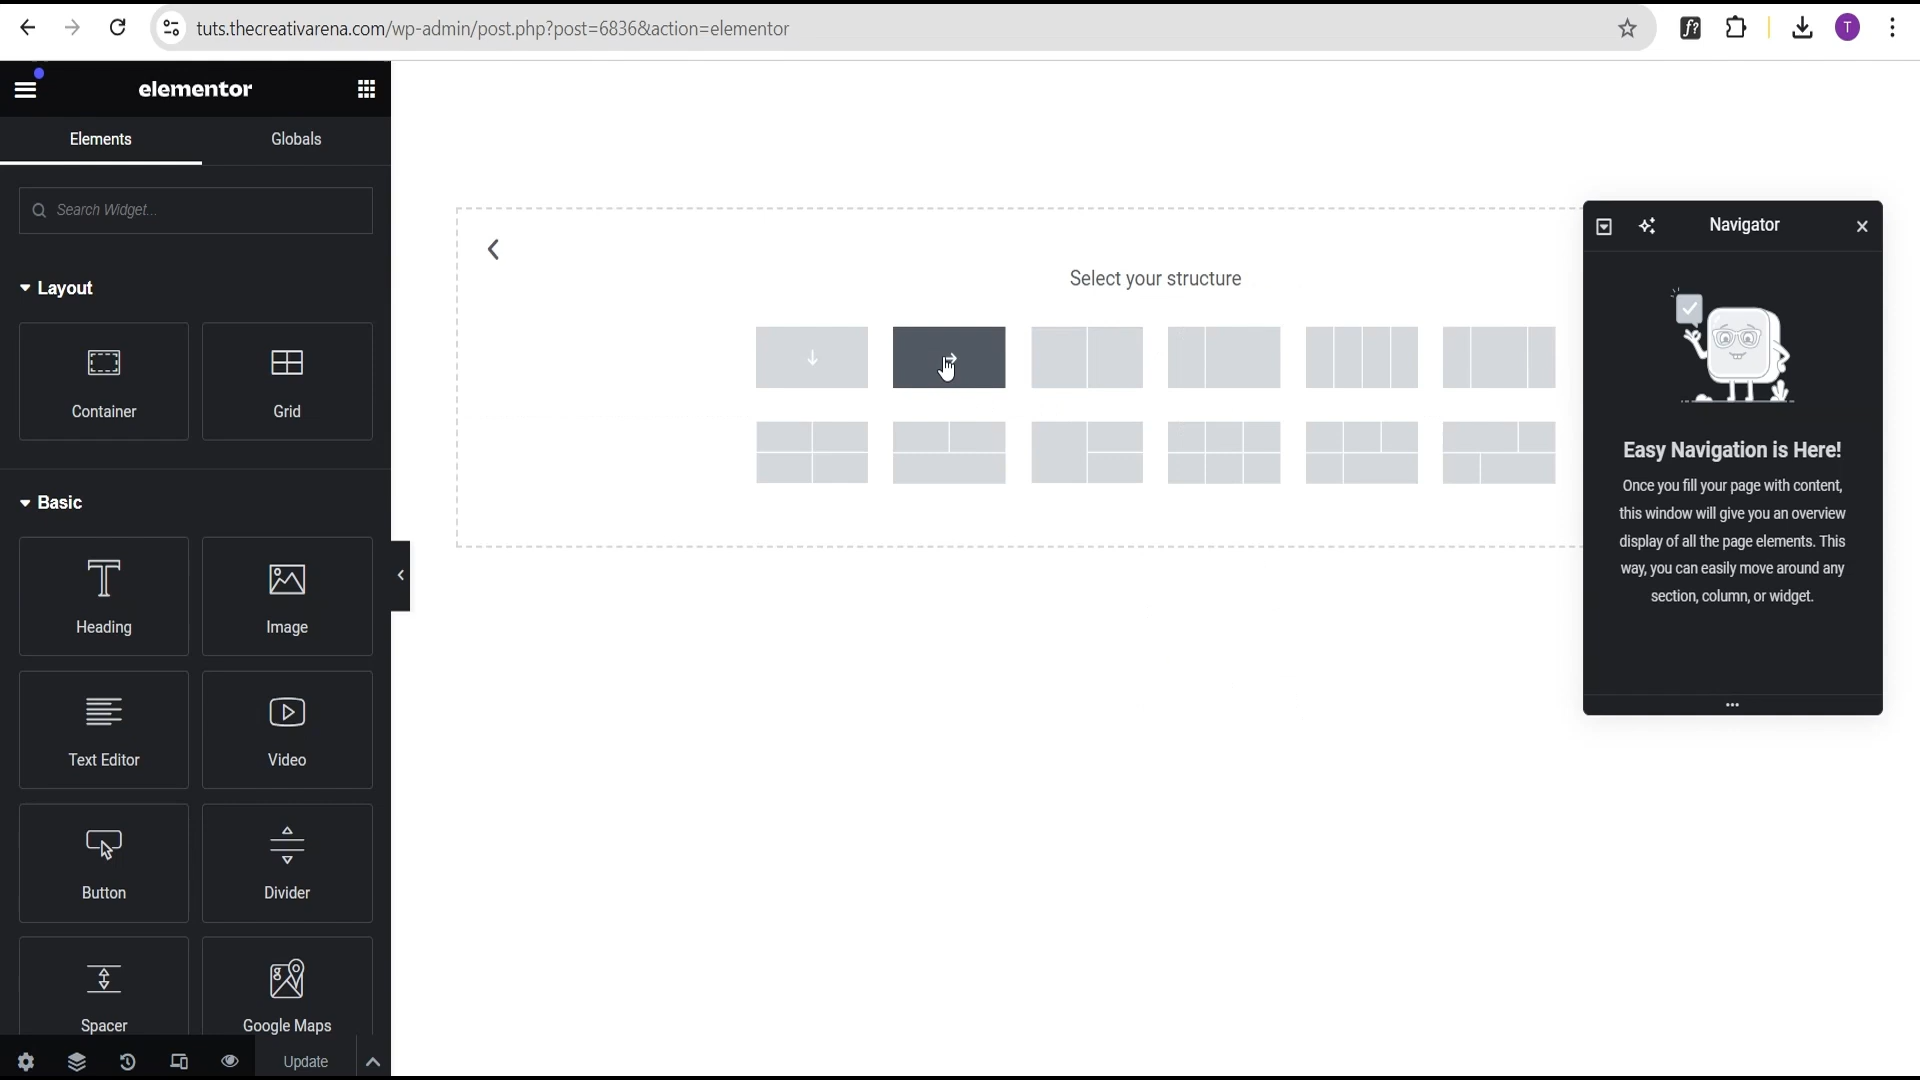 tuts.thecreativarena.com/wp-admin/post.php?post=6836&action=elementor
T
elementor
Elements
Globals
Search Widget...
Layout
Container
Grid
Basic
Heading
Image
Text Editor
Video
Button
Divider
Spacer
Google Maps
Update
Select your structure
Navigator
Easy Navigation is Here!
Once you fill your page with content,
this window will give you an overview
display of all the page elements. This
way, you can easily move around any
section, column, or widget.